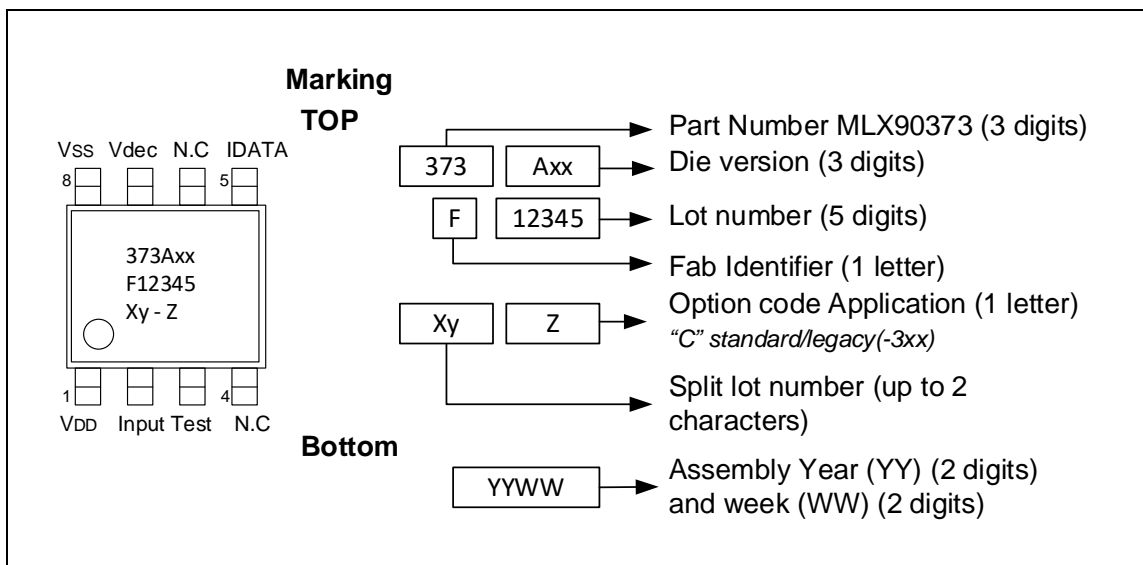 Marking
TOP
Vss Vdec N.C IDATA
8 5
373Axx
F12345
Xy - Z
1 4
VDD Input Test N.C
373 Axx
F 12345
Xy Z
Part Number MLX90373 (3 digits)
Die version (3 digits)
Lot number (5 digits)
Fab Identifier (1 letter)
Option code Application (1 letter)
“C” standard/legacy(-3xx)
Split lot number (up to 2
characters)
Bottom
YYWW
Assembly Year (YY) (2 digits)
and week (WW) (2 digits)